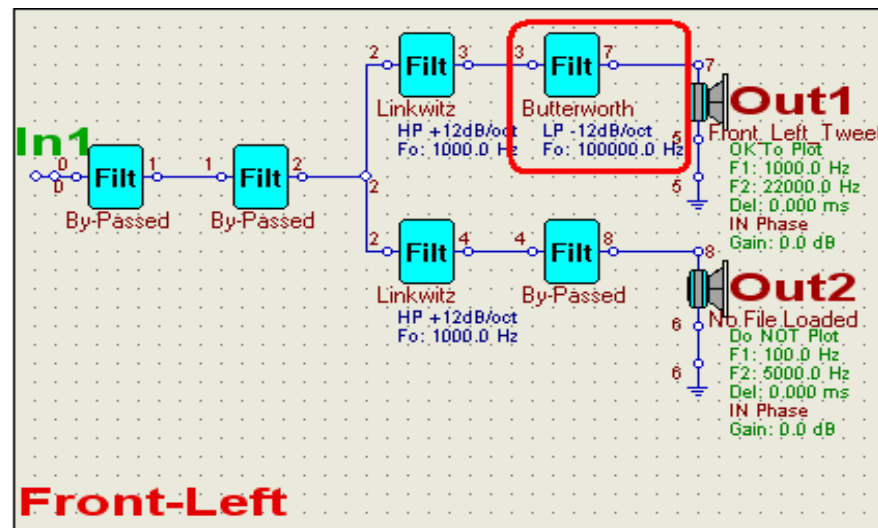 In1
0
0
Filt
1
By-Passed
1
Filt
2
By-Passed
2
2
Filt
3
Linkwitz
HP +12dB/oct
Fo: 1000.0 Hz
3
Filt
7
Butterworth
LP -12dB/oct
Fo: 100000.0 Hz
7
5
5
Out1
Front_Left_Tweet
OK To Plot
F1: 1000.0 Hz
F2: 22000.0 Hz
Del: 0.000 ms
IN Phase
Gain: 0.0 dB
2
Filt
4
Linkwitz
HP +12dB/oct
Fo: 1000.0 Hz
4
Filt
8
By-Passed
8
6
6
Out2
No File Loaded
Do NOT Plot
F1: 100.0 Hz
F2: 5000.0 Hz
Del: 0.000 ms
IN Phase
Gain: 0.0 dB
Front-Left